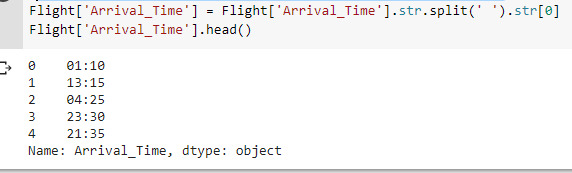 Flight['Arrival_Time'] = Flight['Arrival_Time'].str.split(' ').str[0]
Flight['Arrival_Time'].head()
0    01:10
1    13:15
2    04:25
3    23:30
4    21:35
Name: Arrival_Time, dtype: object